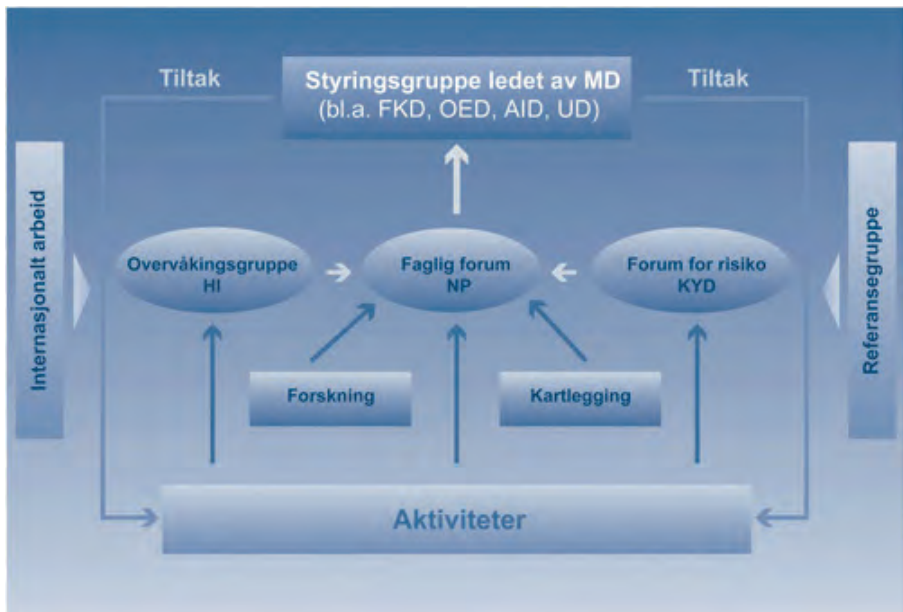 Tiltak
Styringsgruppe ledet av MD
(bl.a. FKD, OED, AID, UD)
Tiltak
Internasjonalt arbeid
Overvåkingsgruppe
HI
Faglig forum
NP
Forum for risiko
KYD
Referansegruppe
Forskning
Kartlegging
Aktiviteter